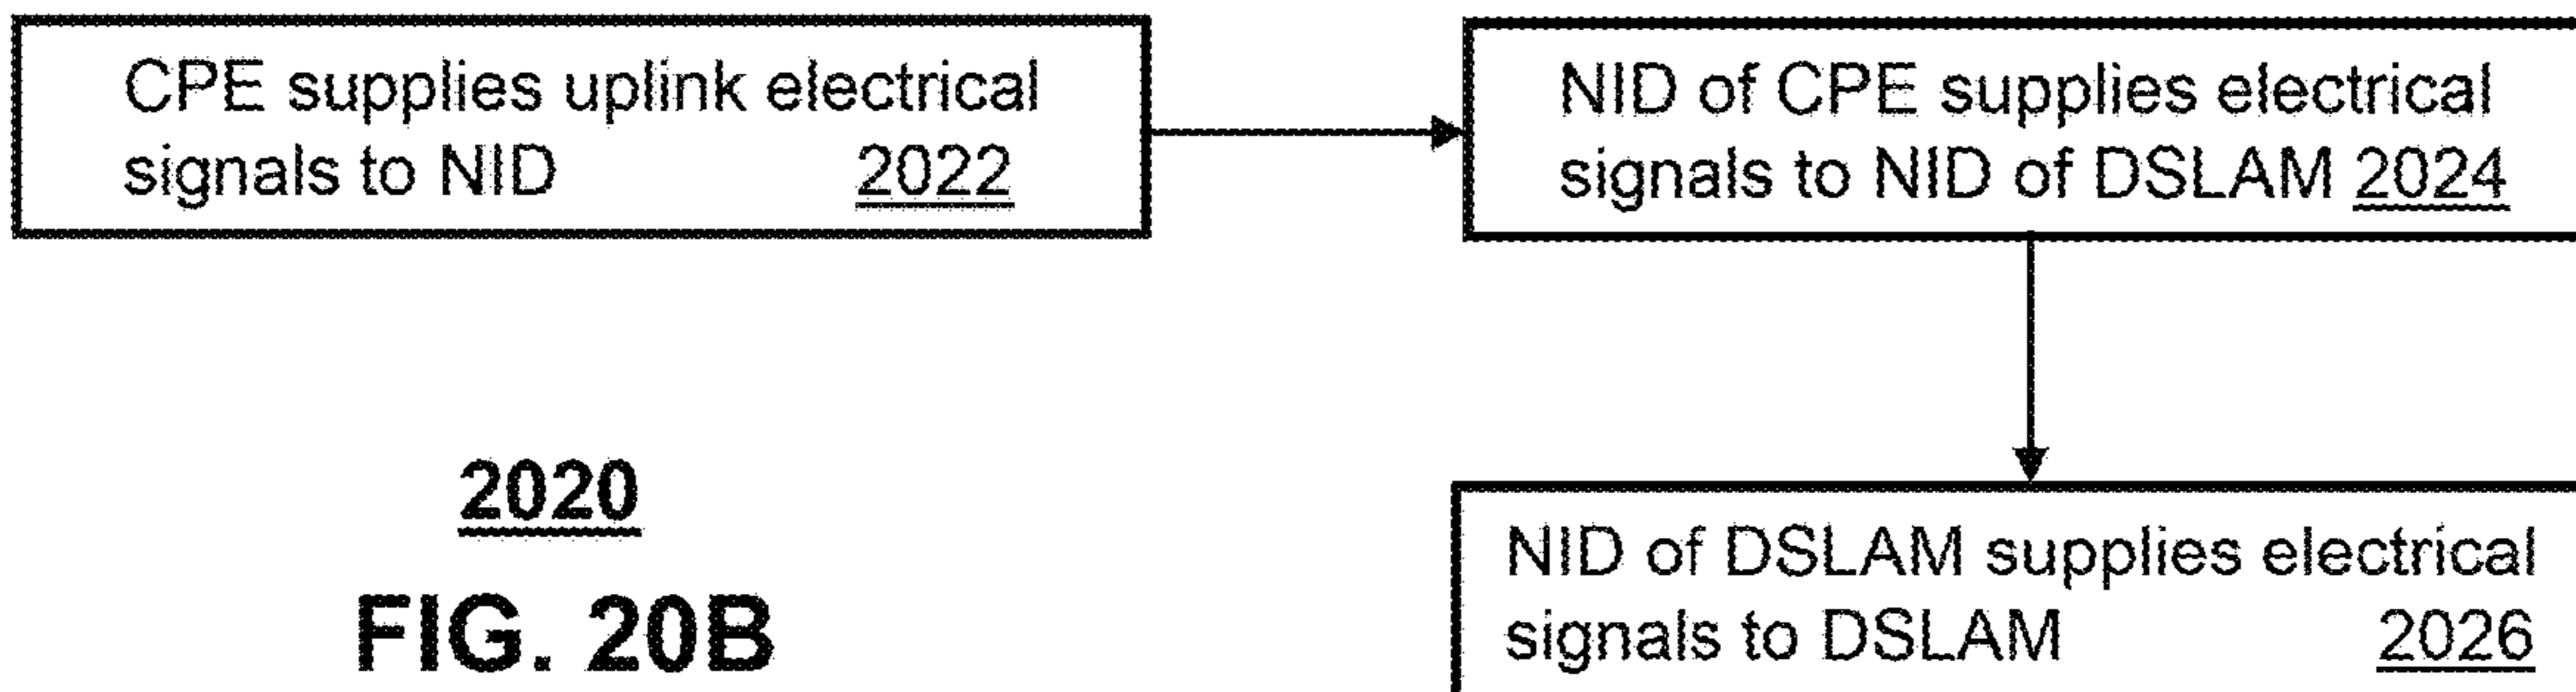 CPE supplies uplink electrical
signals to NID 2022
NID of CPE supplies electrical
signals to NID of DSLAM 2024
NID of DSLAM supplies electrical
signals to DSLAM 2026
2020
FIG. 20B